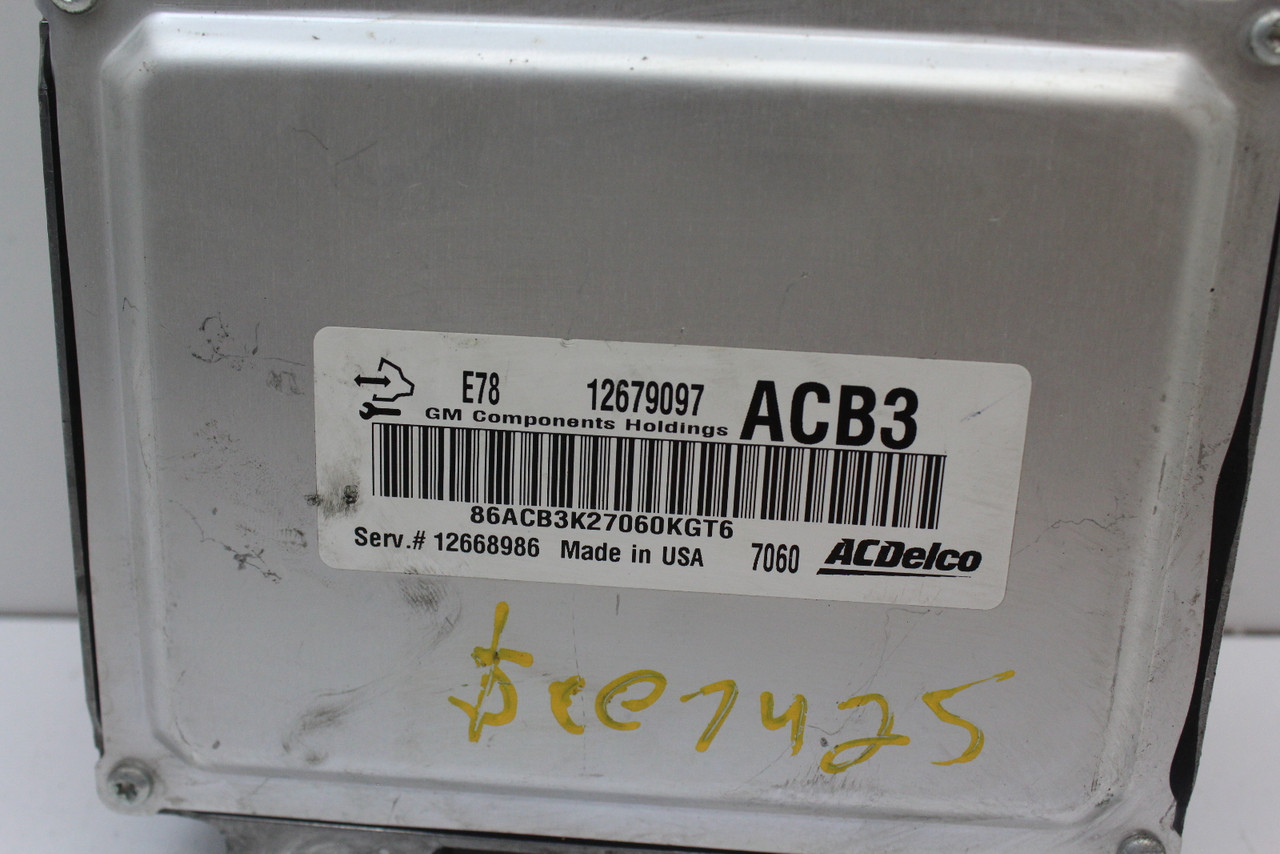 E78 12679097 ACB3
GM Components Holdings
86ACB3K27060KGT6
Serv.# 12668986 Made in USA 7060 ACDelco